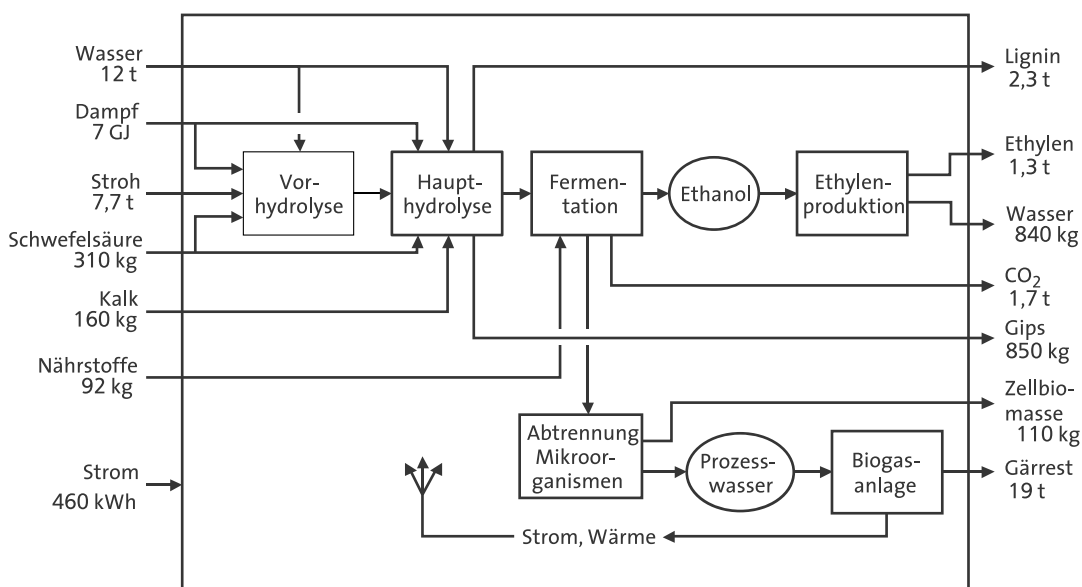 Wasser
12 t
Dampf
7 GJ
Stroh
7,7 t
Schwefelsäure
310 kg
Kalk
160 kg
Nährstoffe
92 kg
Strom
460 kWh
Vor-
hydrolyse
Haupt-
hydrolyse
Fermen-
tation
Ethanol
Ethylen-
produktion
Abtrennung
Mikroor-
ganismen
Prozess-
wasser
Biogas-
anlage
Strom, Wärme
Lignin
2,3 t
Ethylen
1,3 t
Wasser
840 kg
CO₂
1,7 t
Gips
850 kg
Zellbio-
masse
110 kg
Gärrest
19 t